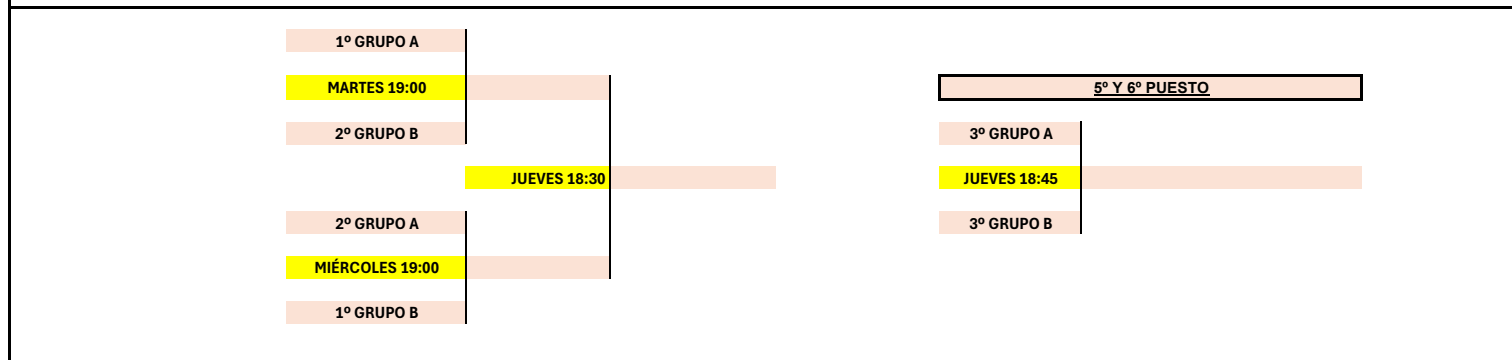 1º GRUPO A
MARTES 19:00
2º GRUPO B
JUEVES 18:30
2º GRUPO A
MIÉRCOLES 19:00
1º GRUPO B
5º Y 6º PUESTO
3º GRUPO A
JUEVES 18:45
3º GRUPO B